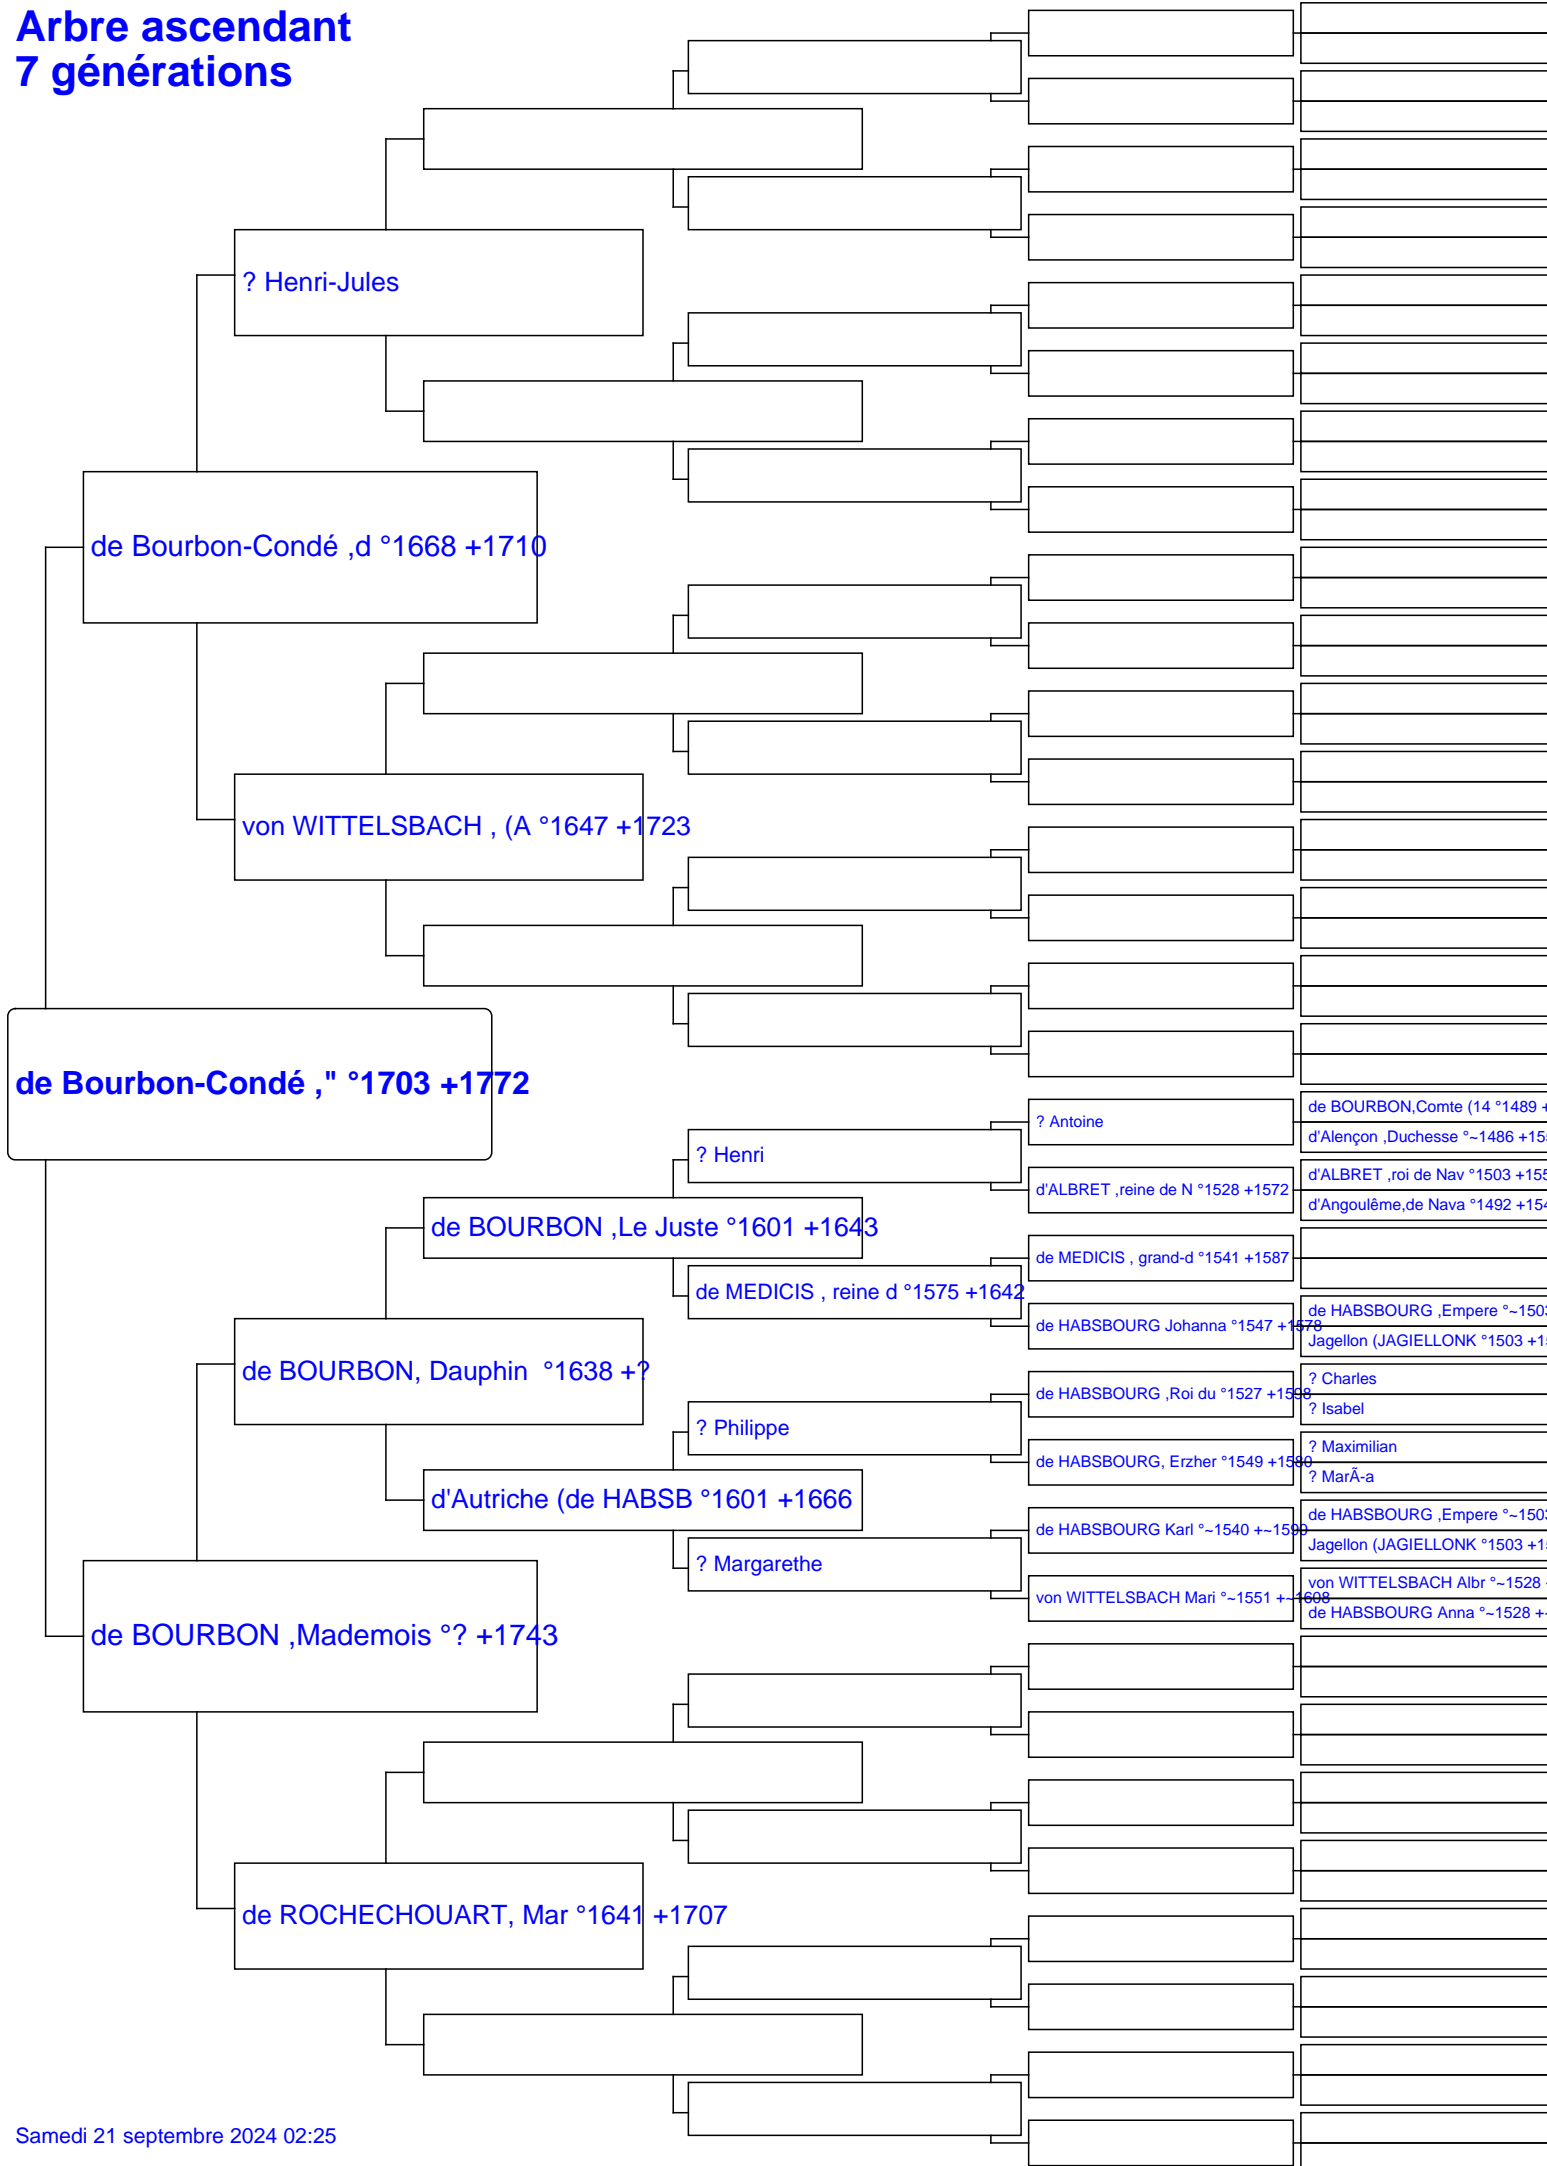 Arbre ascendant
7 générations
? Henri-Jules
de Bourbon-Condé ,d °1668 +1710
von WITTELSBACH , (A °1647 +1723
de Bourbon-Condé ," °1703 +1772
? Antoine
de BOURBON,Comte (14 °1489 +
d'Alençon ,Duchesse °~1486 +15
? Henri
d'ALBRET ,reine de N °1528 +1572
d'ALBRET ,roi de Nav °1503 +155
d'Angoulême,de Nava °1492 +154
de BOURBON ,Le Juste °1601 +1643
de MEDICIS , grand-d °1541 +1587
de MEDICIS , reine d °1575 +1642
de HABSBOURG Johanna °1547 +1578
de HABSBOURG ,Empere °~1503
Jagellon (JAGIELLONK °1503 +1
de BOURBON, Dauphin  °1638 +?
de HABSBOURG ,Roi du °1527 +1598
? Charles
? Isabel
? Philippe
de HABSBOURG, Erzher °1549 +1580
? Maximilian
? MarÃ-a
d'Autriche (de HABSB °1601 +1666
de HABSBOURG Karl °~1540 +~1590
de HABSBOURG ,Empere °~1503
Jagellon (JAGIELLONK °1503 +1
? Margarethe
von WITTELSBACH Mari °~1551 +~1608
von WITTELSBACH Albr °~1528
de HABSBOURG Anna °~1528 +
de BOURBON ,Mademois °? +1743
de ROCHECHOUART, Mar °1641 +1707
Samedi 21 septembre 2024 02:25